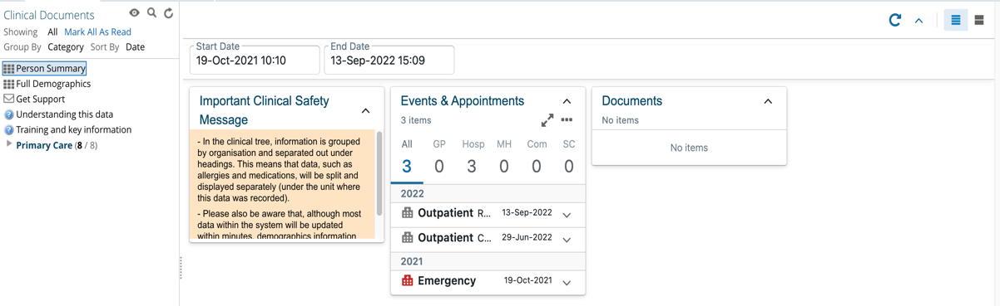 Clinical Documents
Showing All Mark All As Read
Group By Category Sort By Date
Person Summary
Full Demographics
Get Support
Understanding this data
Training and key information
Primary Care (8 / 8)
Start Date
19-Oct-2021 10:10
End Date
13-Sep-2022 15:09
Important Clinical Safety
Message
- In the clinical tree, information is grouped
by organisation and separated out under
headings. This means that data, such as
allergies and medications, will be split and
displayed separately (under the unit where
this data was recorded).
- Please also be aware that, although most
data within the system will be updated
within minutes, demographics information
Events & Appointments
3 items
All GP Hosp MH Com SC
3 0 3 0 0 0
2022
Outpatient R... 13-Sep-2022
Outpatient C... 29-Jun-2022
2021
Emergency 19-Oct-2021
Documents
No items
No items